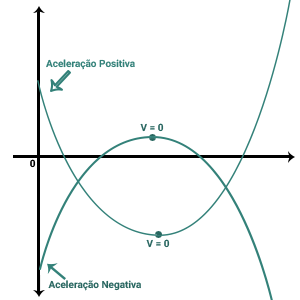 Aceleração Positiva
V = 0
0
V = 0
Aceleração Negativa